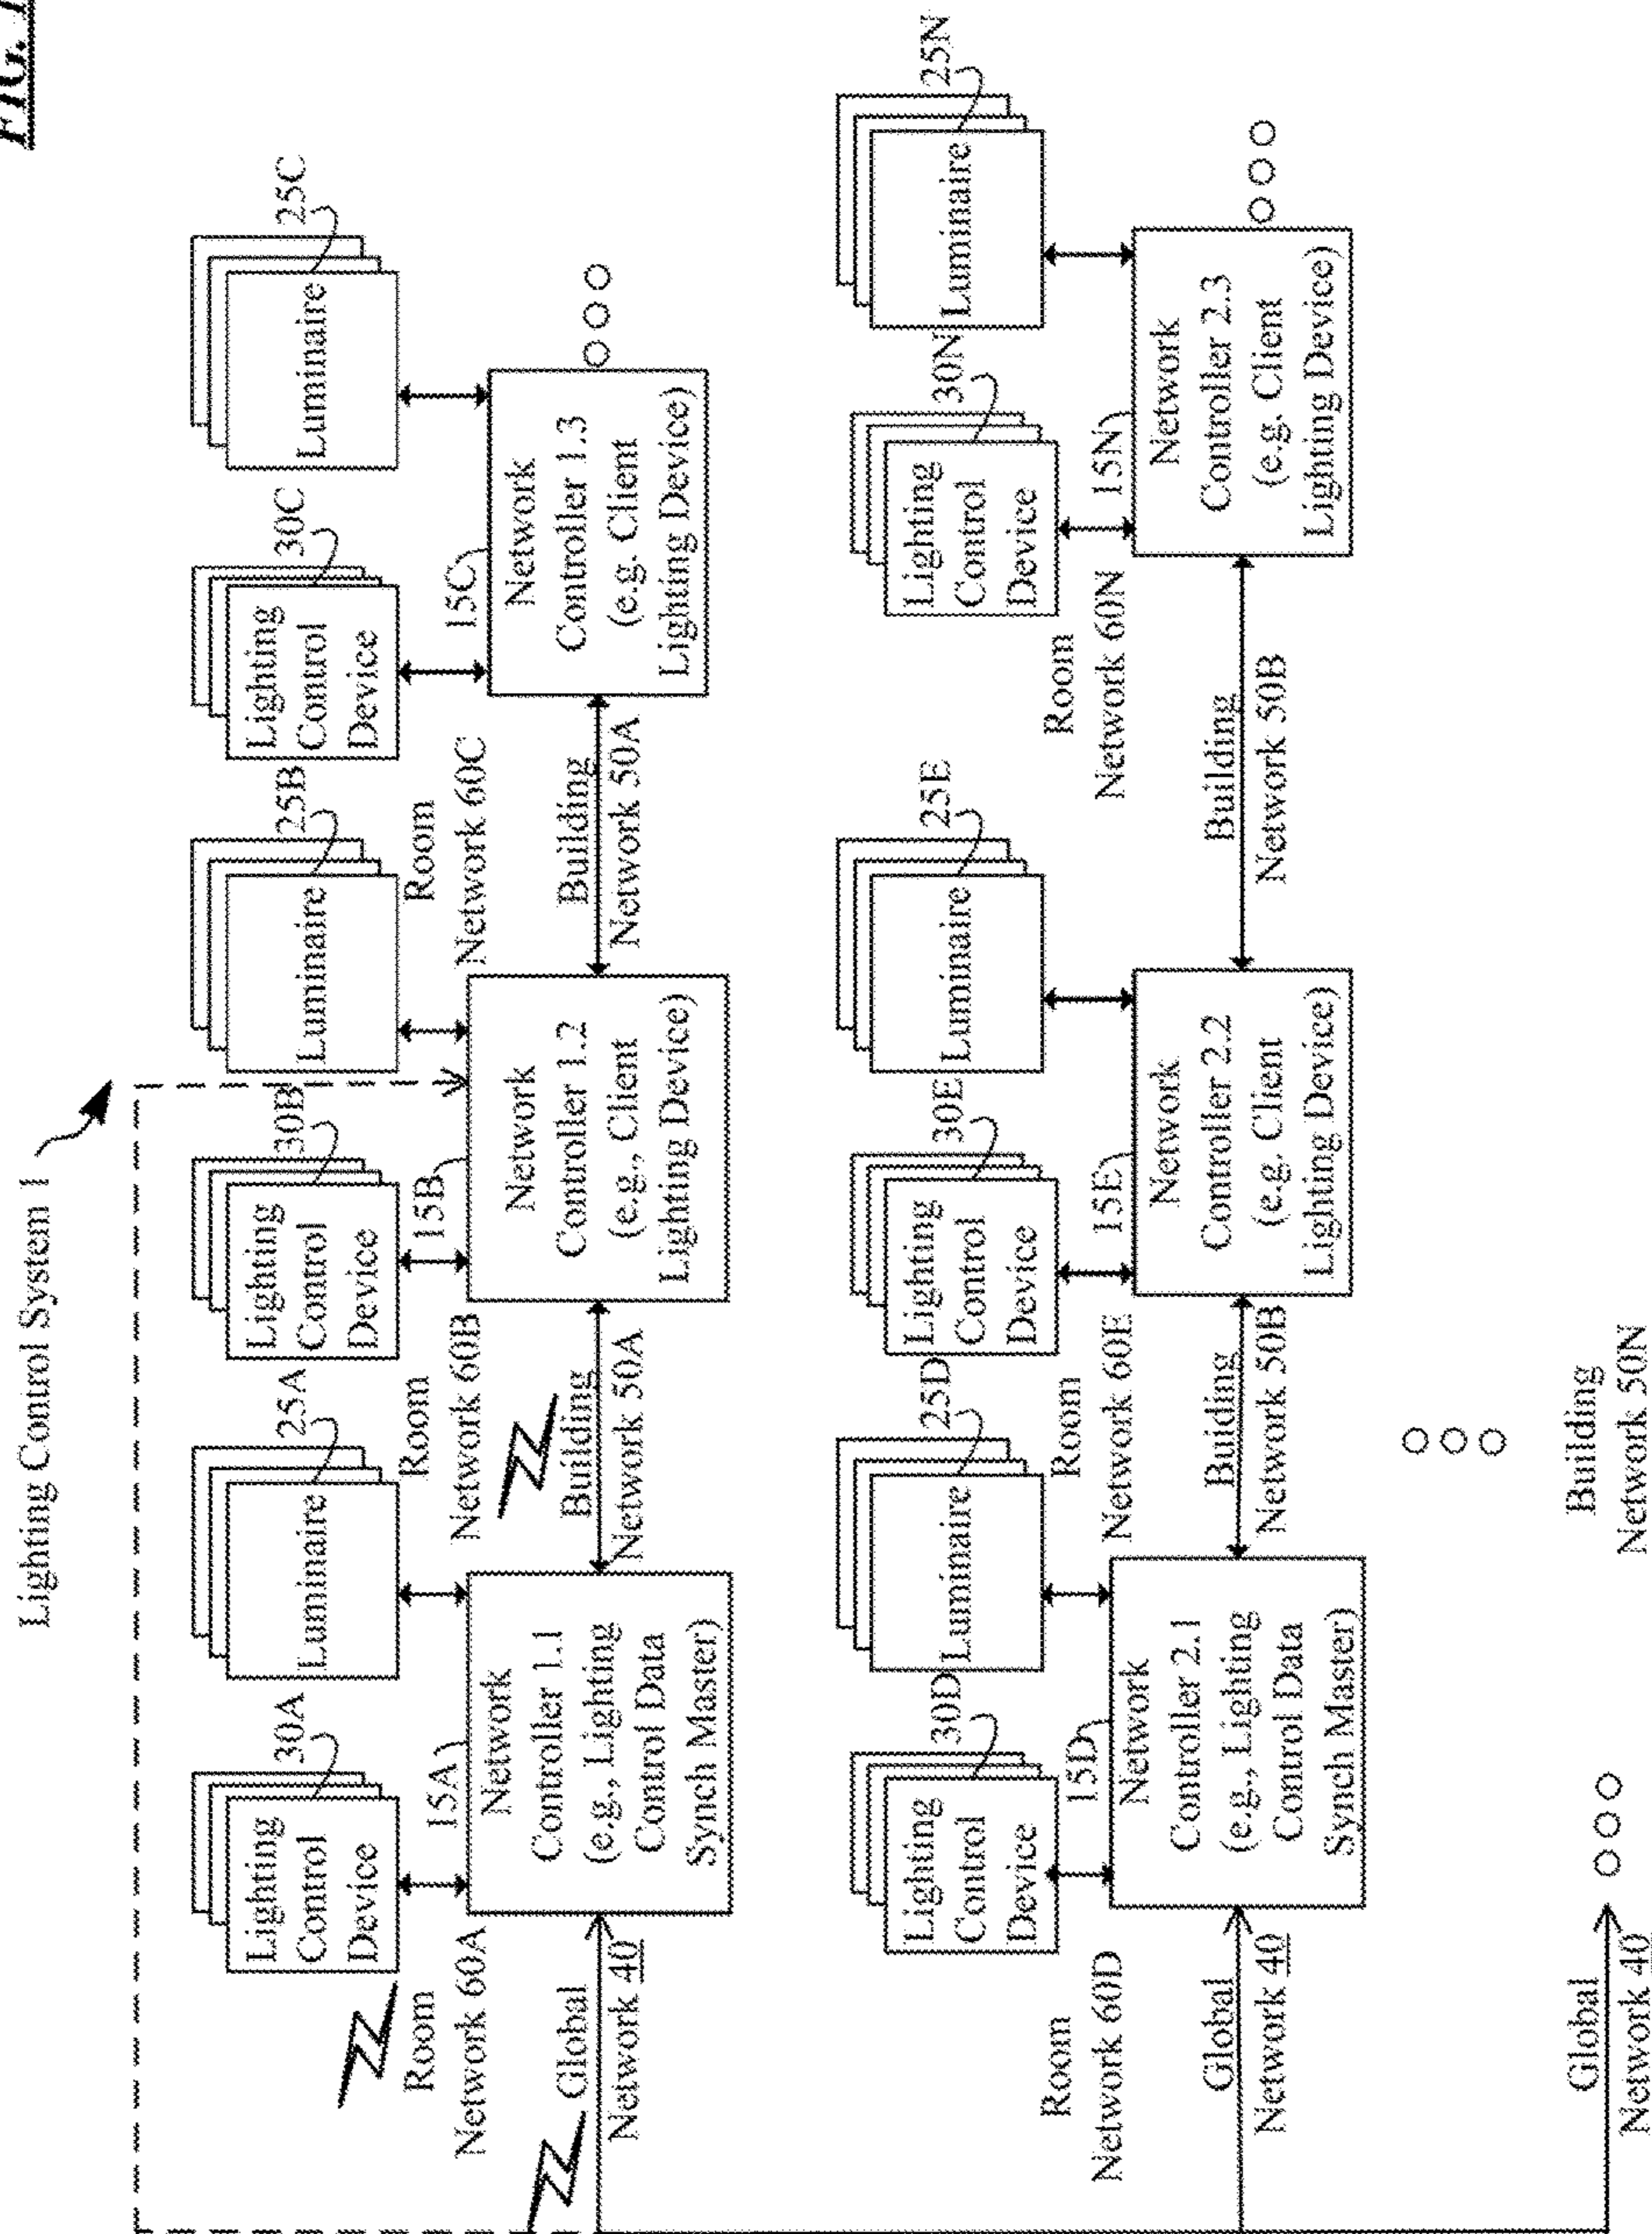 FIG. 1
Lighting Control System 1
30A
25A
30B
25B
30C
25C
Lighting
Control
Device
Luminaire
Lighting
Control
Device
Luminaire
Lighting
Control
Device
Luminaire
Room
Network 60A
15A
Room
Network 60B
15B
Room
Network 60C
15C
Global
Network 40
Network
Controller 1.1
(e.g., Lighting
Control Data
Synch Master)
Building
Network 50A
Network
Controller 1.2
(e.g., Client
Lighting Device)
Building
Network 50A
Network
Controller 1.3
(e.g. Client
Lighting Device)
30D
25D
30E
25E
30N
25N
Lighting
Control
Device
Luminaire
Lighting
Control
Device
Luminaire
Lighting
Control
Device
Luminaire
Room
Network 60D
15D
Room
Network 60E
15E
Room
Network 60N
15N
Global
Network 40
Network
Controller 2.1
(e.g., Lighting
Control Data
Synch Master)
Building
Network 50B
Network
Controller 2.2
(e.g. Client
Lighting Device)
Building
Network 50B
Network
Controller 2.3
(e.g. Client
Lighting Device)
Global
Network 40
Building
Network 50N